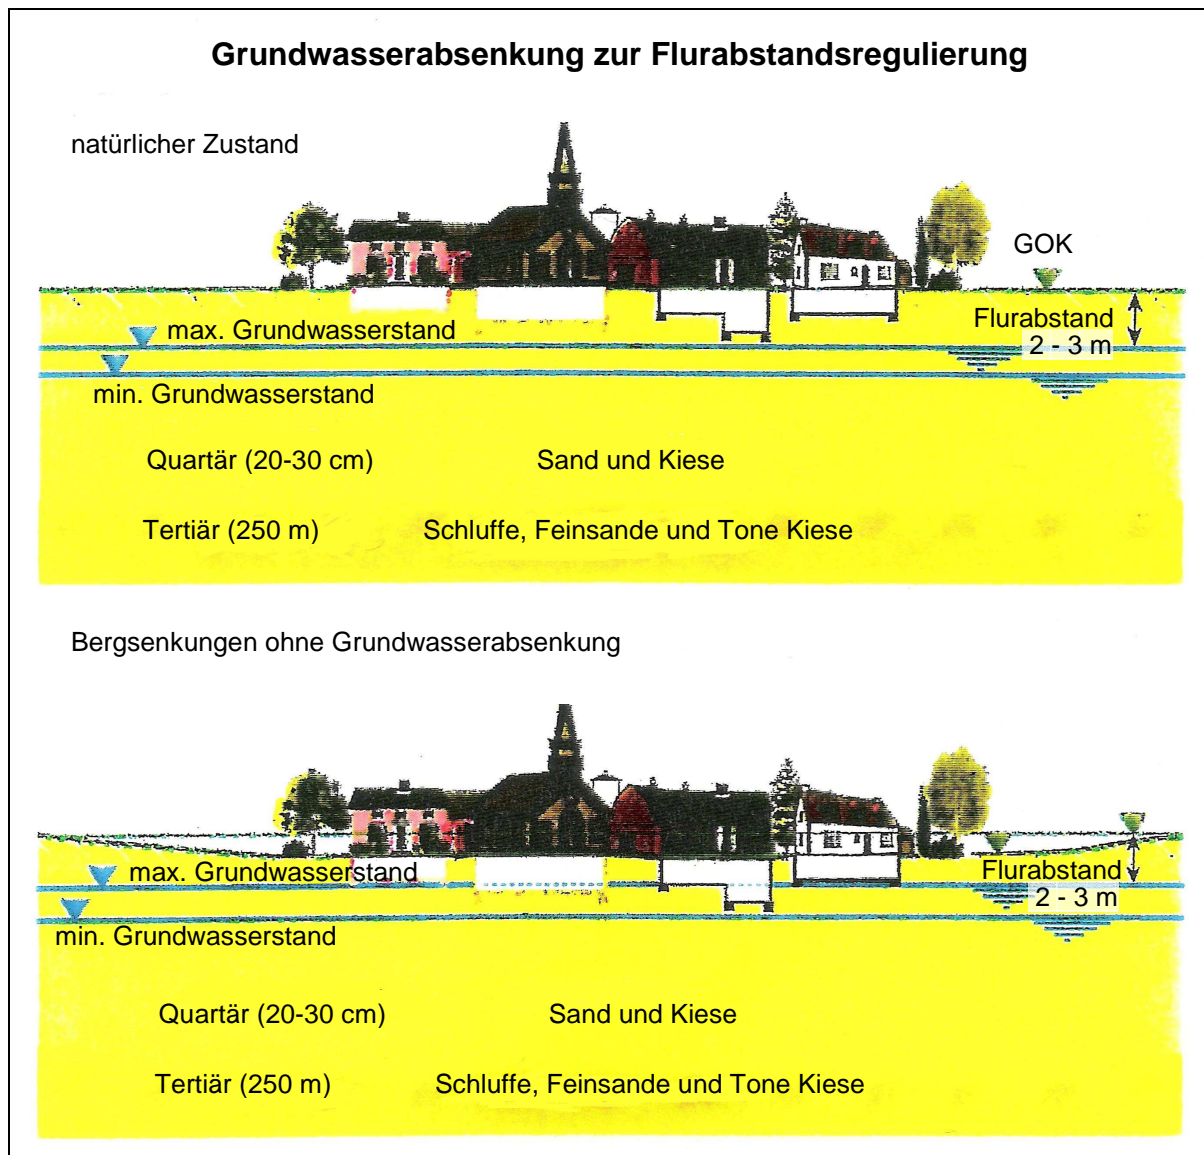 Grundwasserabsenkung zur Flurabstandsregulierung
natürlicher Zustand
GOK
max. Grundwasserstand
Flurabstand
2 - 3 m
min. Grundwasserstand
Quartär (20-30 cm) Sand und Kiese
Tertiär (250 m) Schluffe, Feinsande und Tone Kiese
Bergsenkungen ohne Grundwasserabsenkung
max. Grundwasserstand
Flurabstand
2 - 3 m
min. Grundwasserstand
Quartär (20-30 cm) Sand und Kiese
Tertiär (250 m) Schluffe, Feinsande und Tone Kiese